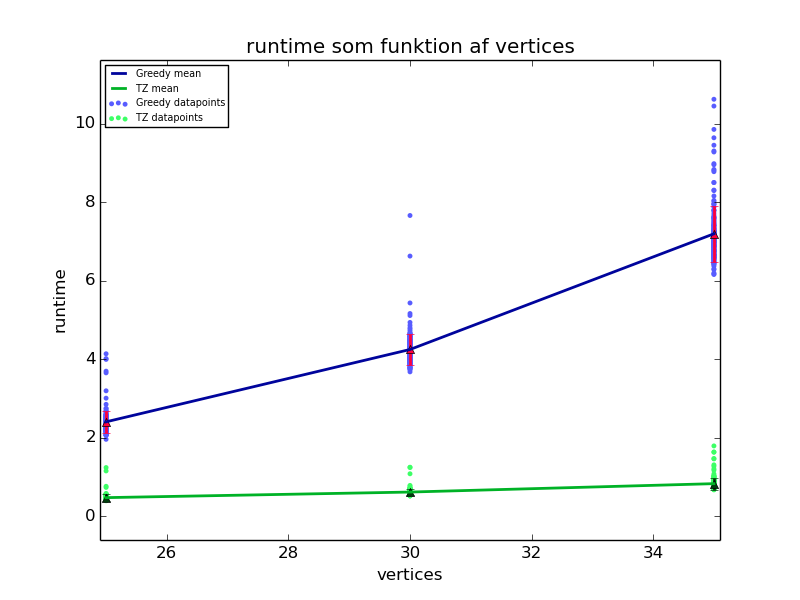 runtime som funktion af vertices
Greedy mean
TZ mean
Greedy datapoints
TZ datapoints
10
8
6
4
2
0
runtime
26 28 30 32 34
vertices